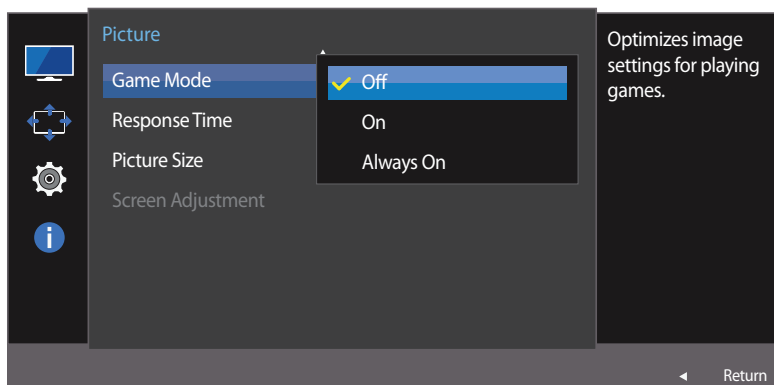 Picture
Game Mode
Off
Response Time
On
Picture Size
Always On
Screen Adjustment
Optimizes image
settings for playing
games.
i
Return